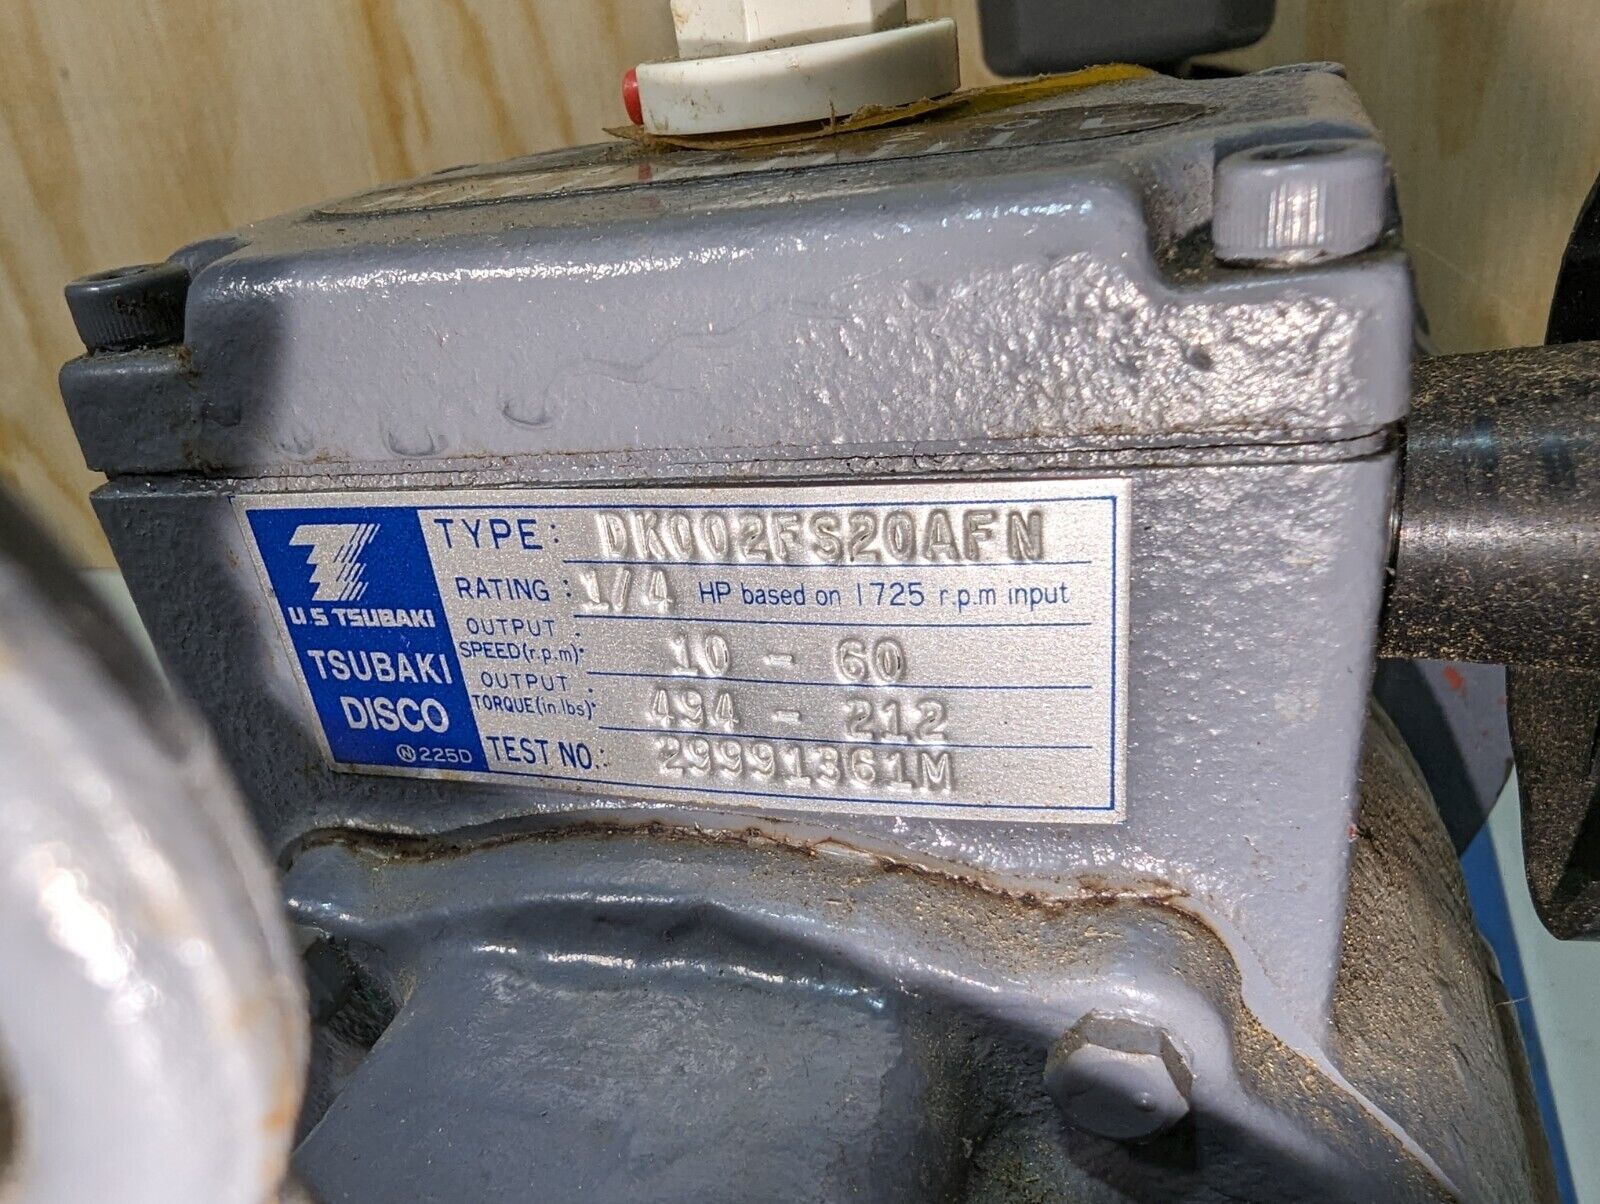 TYPE: DK002FS20AFN
RATING: 1/4 HP based on 1725 r.p.m input
OUTPUT SPEED(r.p.m): 10 - 60
OUTPUT TORQUE(in.lbs): 494 - 212
TEST NO.: 29991361M
U.S TSUBAKI
TSUBAKI
DISCO
Ⓝ225D